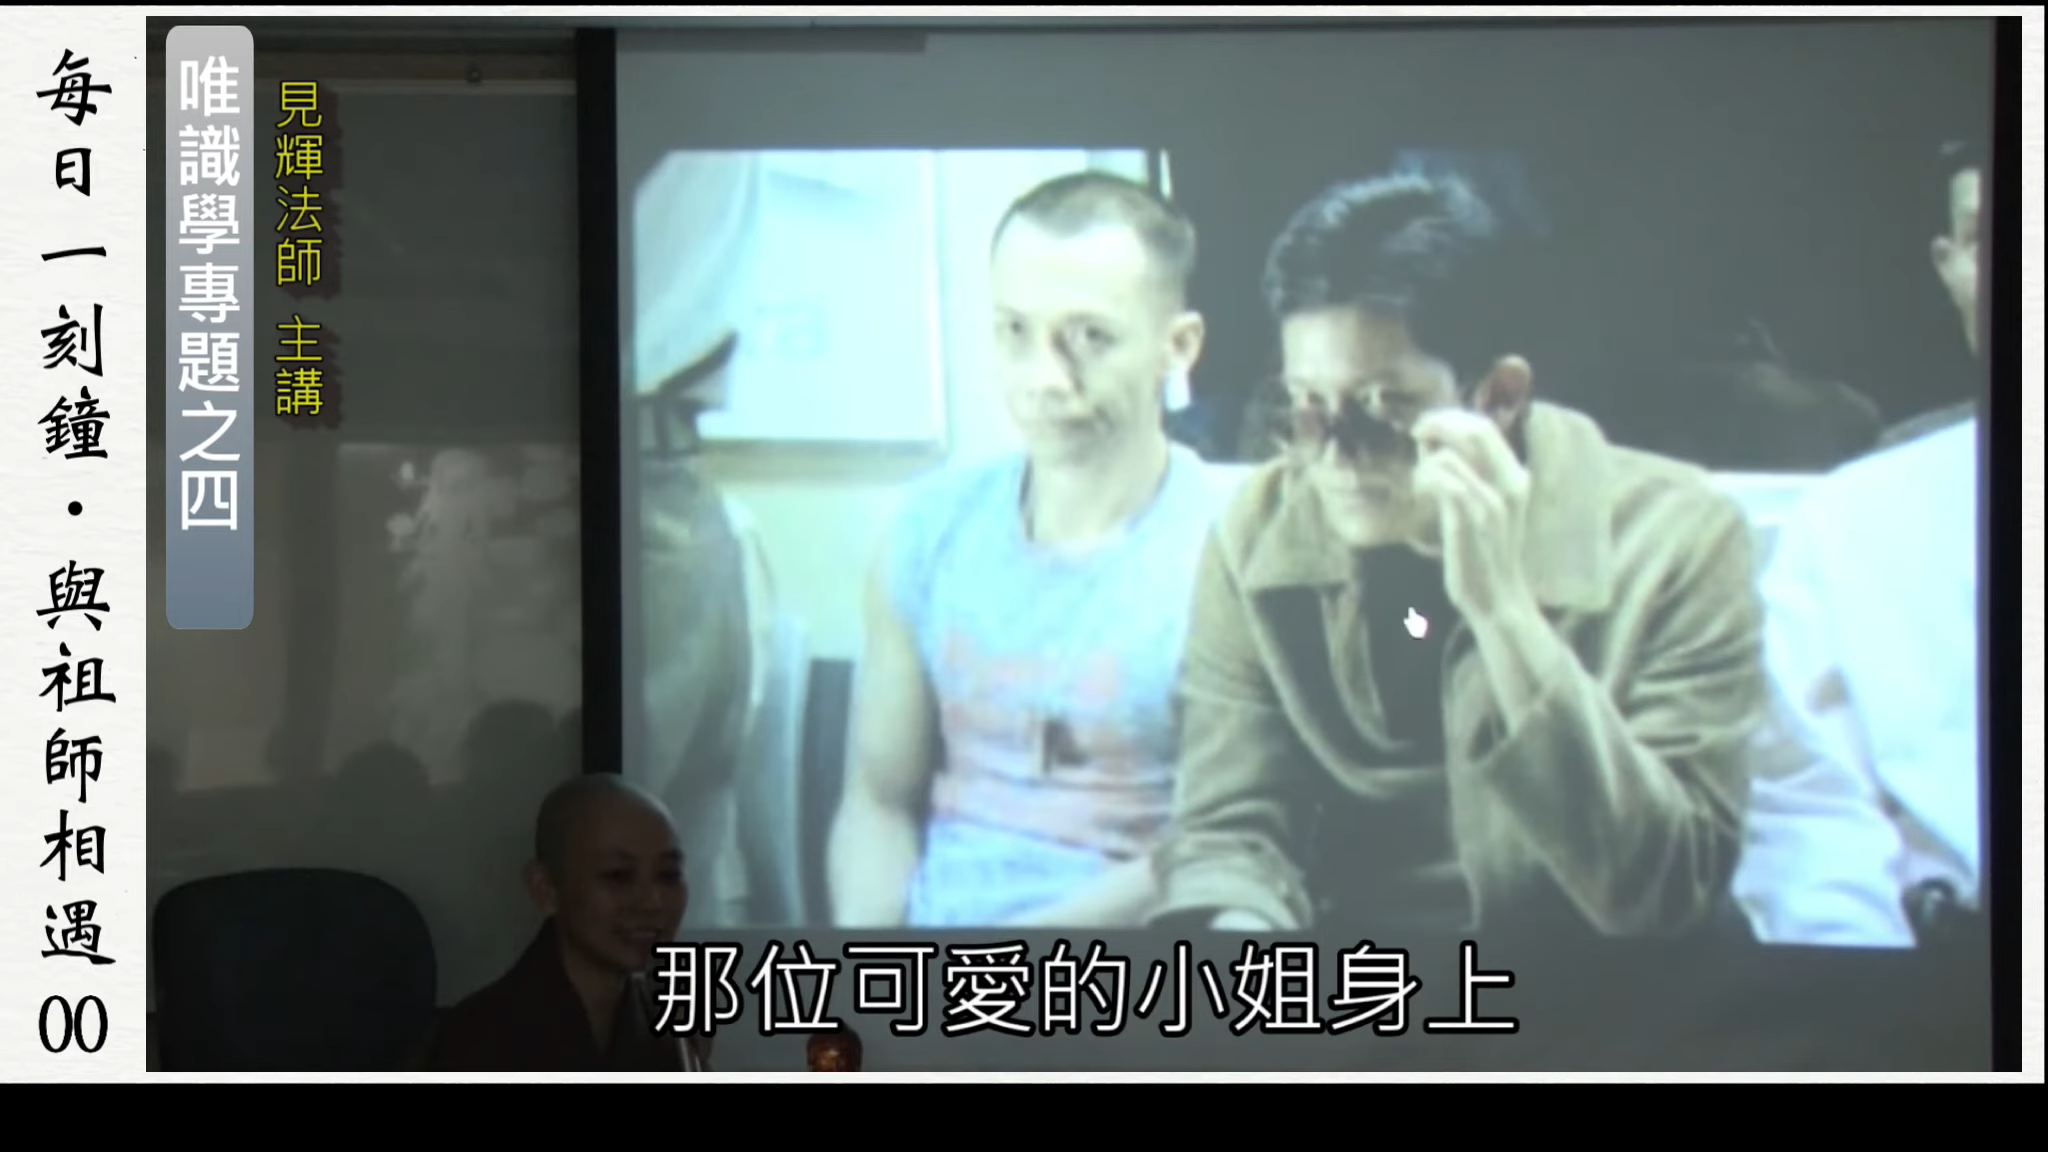 每日一刻鐘·與祖師相遇00
唯識學專題之四
見輝法師 主講
那位可愛的小姐身上